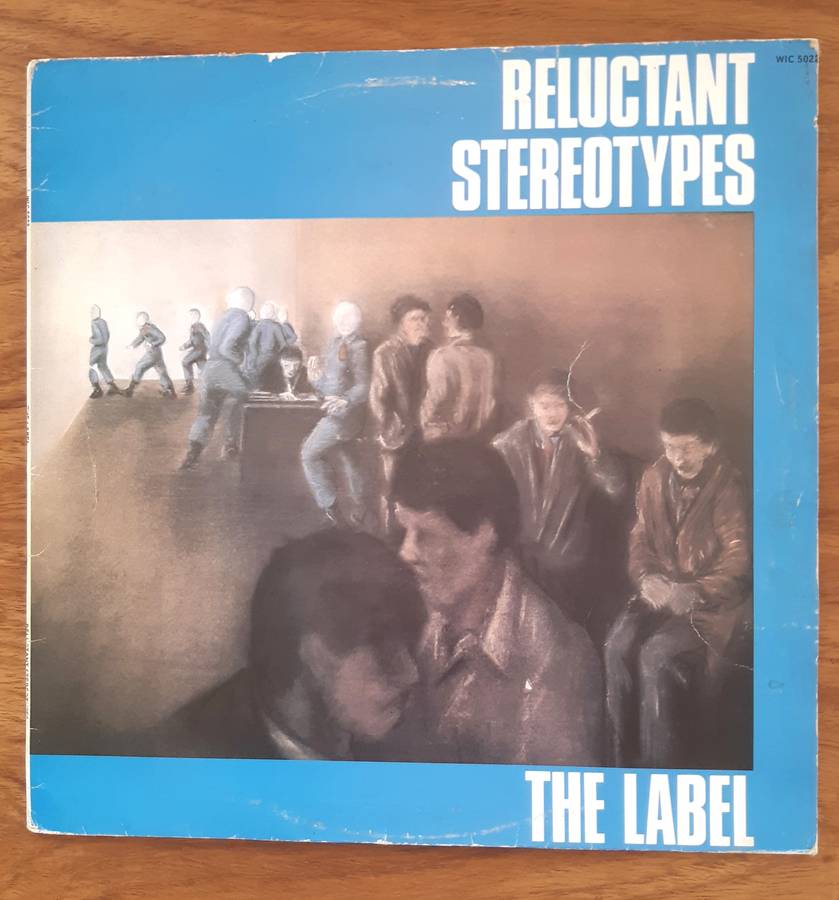 RELUCTANT
STEREOTYPES
THE LABEL